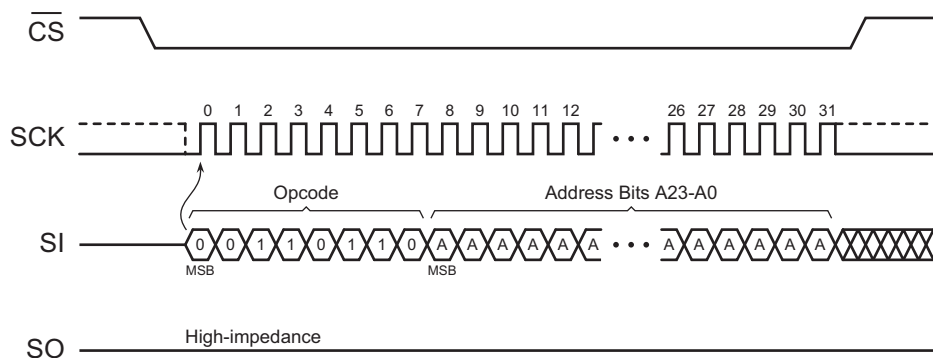 CS
SCK
0 1 2 3 4 5 6 7 8 9 10 11 12 26 27 28 29 30 31
Opcode
Address Bits A23-A0
SI
0 0 1 1 0 1 1 0 A A A A A A A A A A A A
MSB
MSB
SO
High-impedance